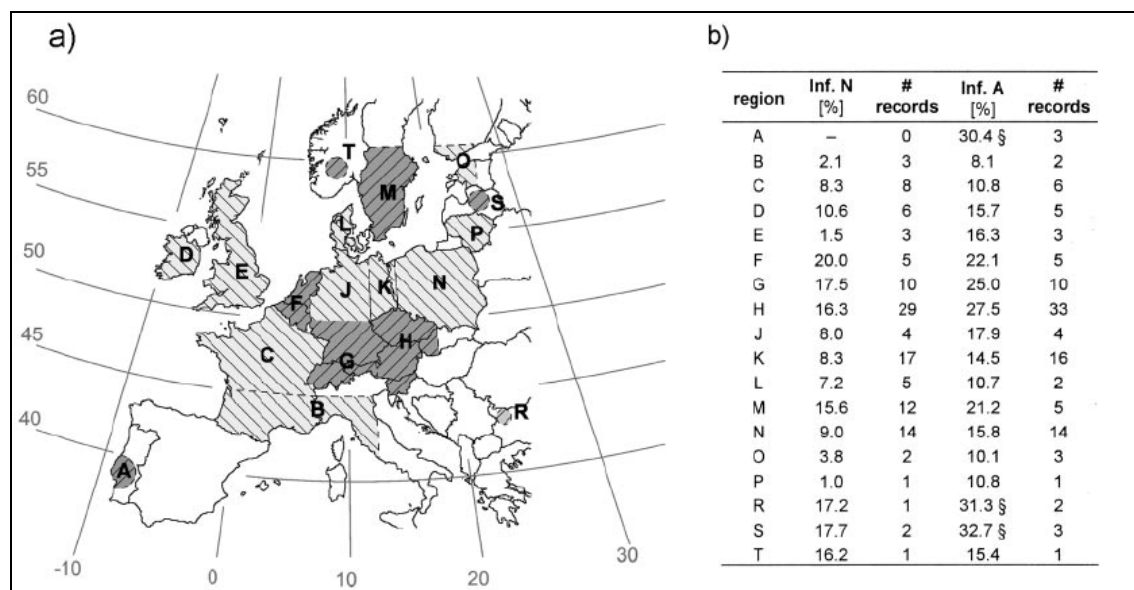 a)
60
55
50
45
40
-10
0
10
20
30
T
O
M
S
L
P
D
E
J
K
N
F
H
C
G
B
R
A
b)
region Inf. N [%] # records Inf. A [%] # records
A – 0 30.4 § 3
B 2.1 3 8.1 2
C 8.3 8 10.8 6
D 10.6 6 15.7 5
E 1.5 3 16.3 3
F 20.0 5 22.1 5
G 17.5 10 25.0 10
H 16.3 29 27.5 33
J 8.0 4 17.9 4
K 8.3 17 14.5 16
L 7.2 5 10.7 2
M 15.6 12 21.2 5
N 9.0 14 15.8 14
O 3.8 2 10.1 3
P 1.0 1 10.8 1
R 17.2 1 31.3 § 2
S 17.7 2 32.7 § 3
T 16.2 1 15.4 1